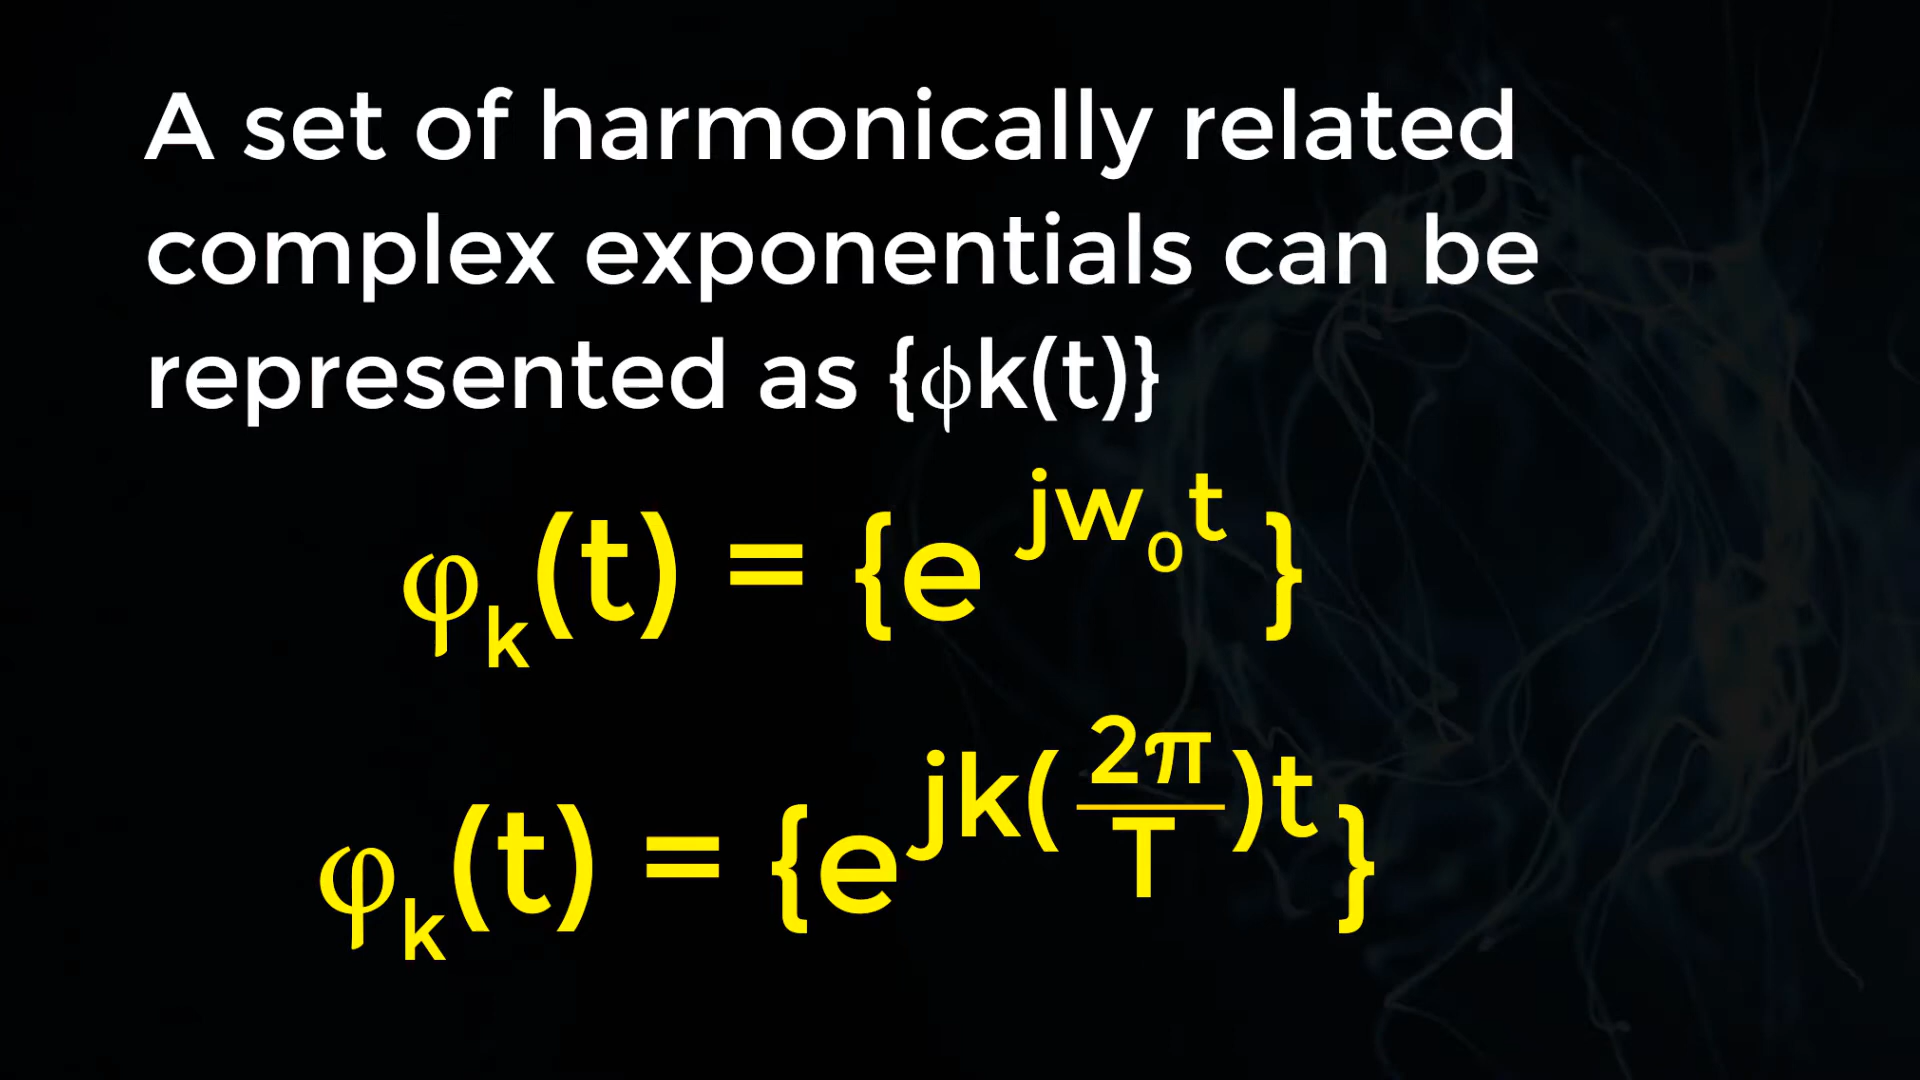 A set of harmonically related
complex exponentials can be
represented as {ϕk(t)}
φₖ(t) = {e^{jw₀t}}
φₖ(t) = {e^{jk(2π/T)t}}